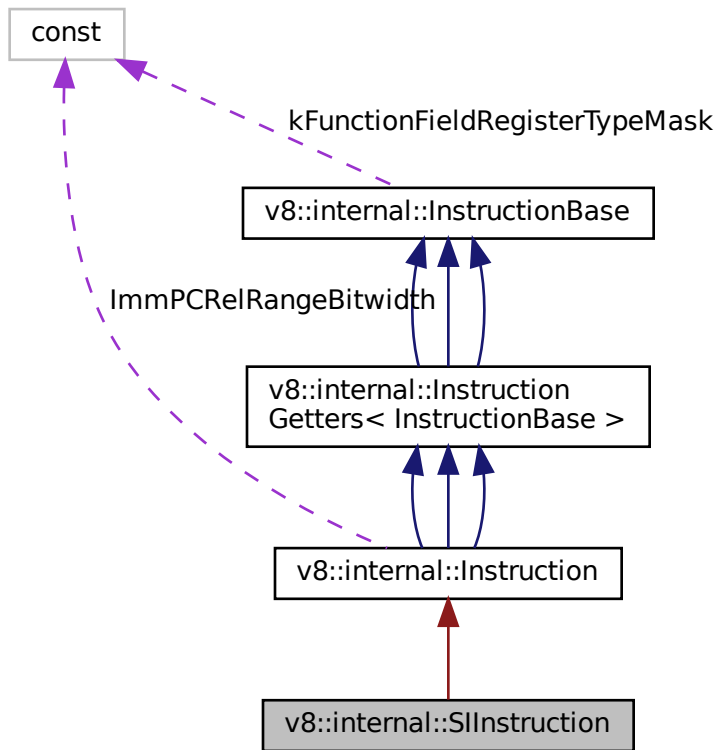 const
kFunctionFieldRegisterTypeMask
v8::internal::InstructionBase
ImmPCRelRangeBitwidth
v8::internal::Instruction
Getters< InstructionBase >
v8::internal::Instruction
v8::internal::SIInstruction